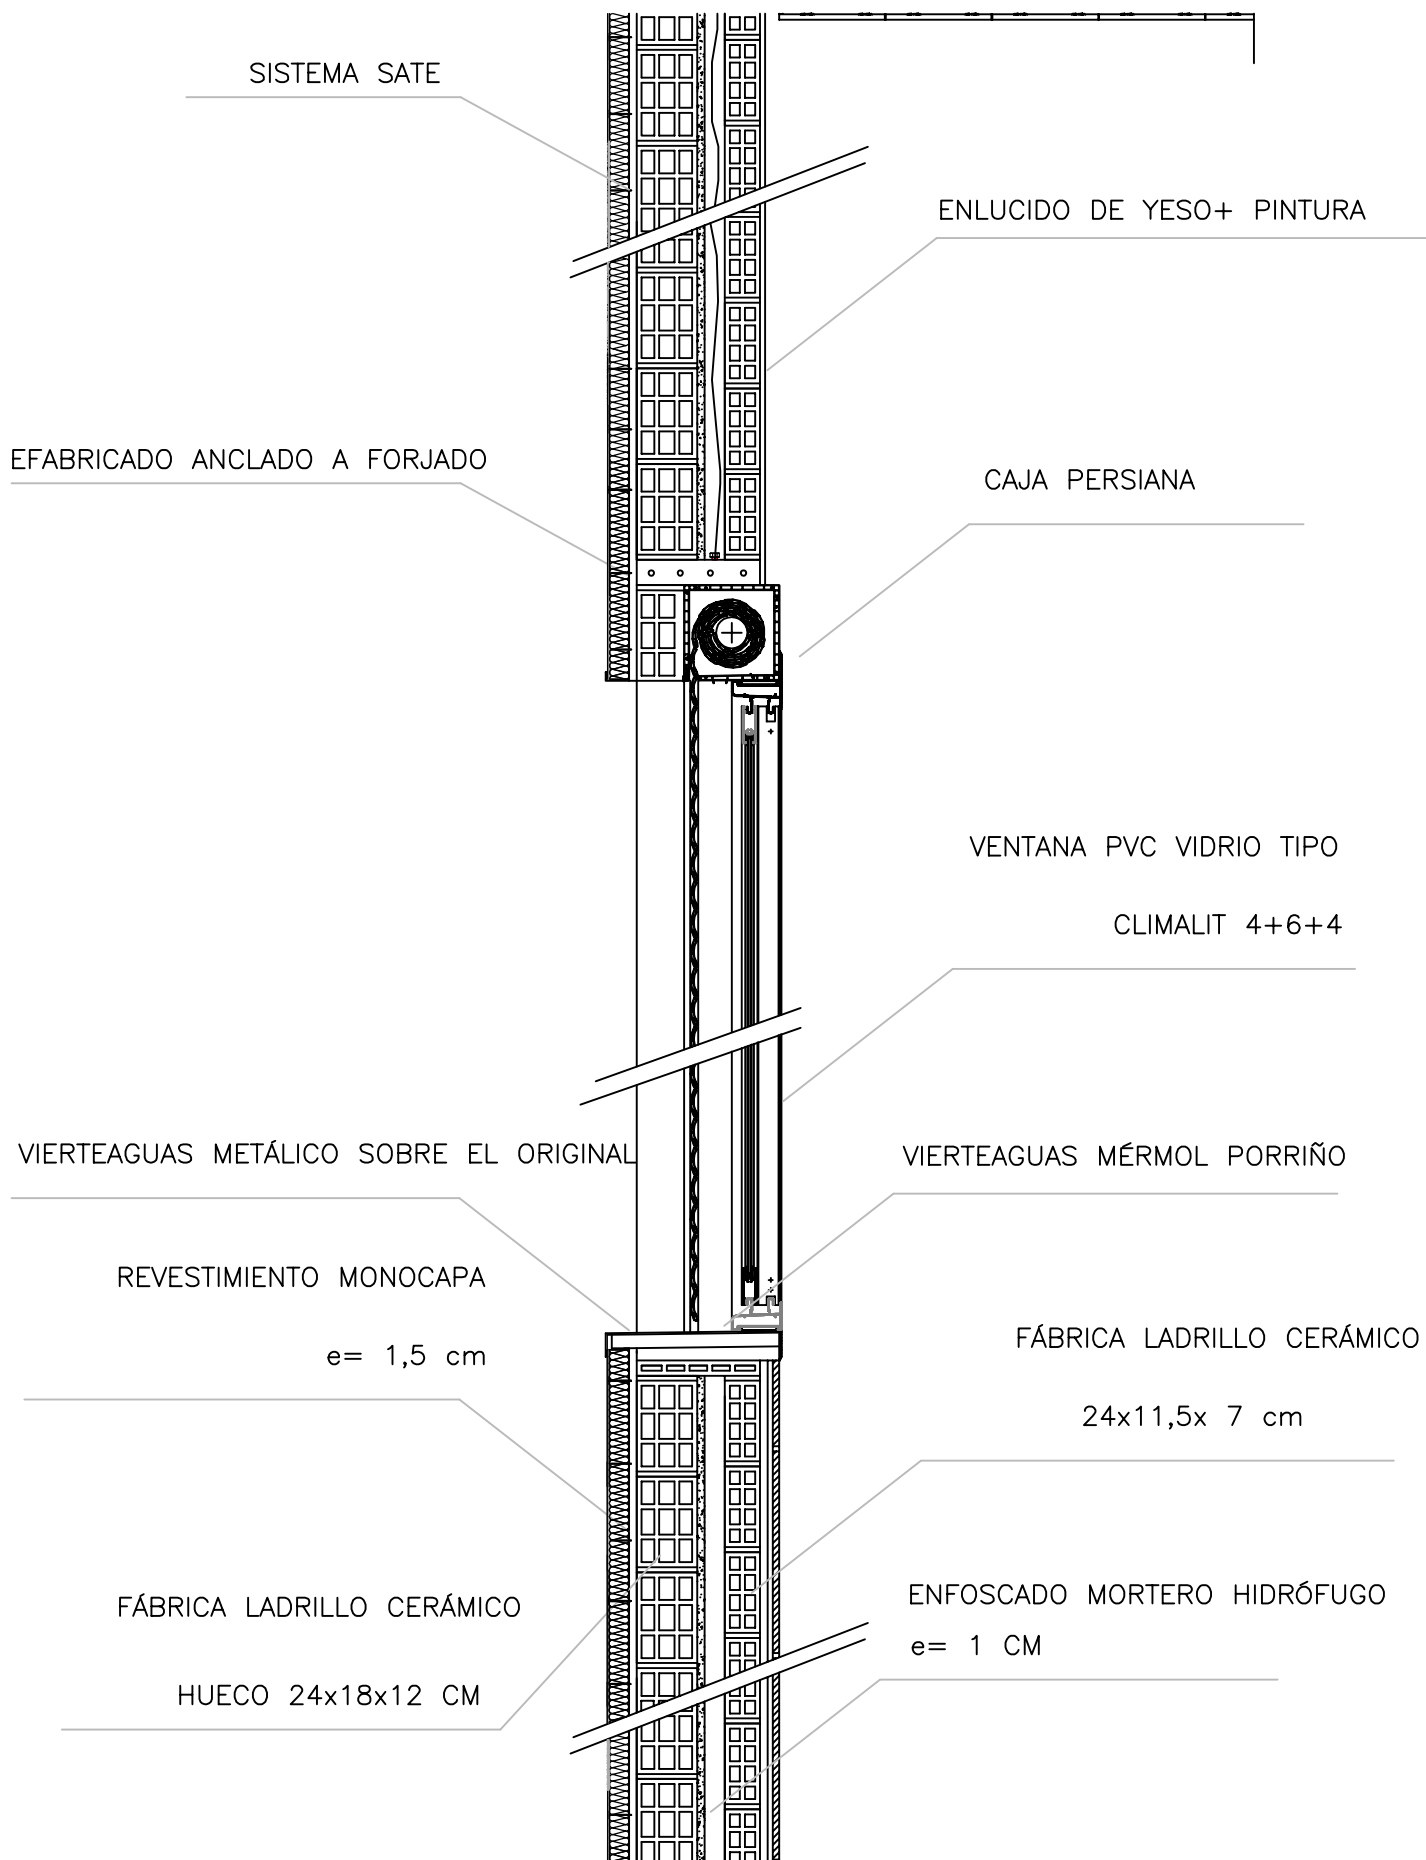 SISTEMA SATE
ENLUCIDO DE YESO+ PINTURA
EFABRICADO ANCLADO A FORJADO
CAJA PERSIANA
VENTANA PVC VIDRIO TIPO
CLIMALIT 4+6+4
VIERTEAGUAS METÁLICO SOBRE EL ORIGINAL
VIERTEAGUAS MÉRMOL PORRIÑO
REVESTIMIENTO MONOCAPA
e= 1,5 cm
FÁBRICA LADRILLO CERÁMICO
24x11,5x 7 cm
FÁBRICA LADRILLO CERÁMICO
HUECO 24x18x12 CM
ENFOSCADO MORTERO HIDRÓFUGO
e= 1 CM